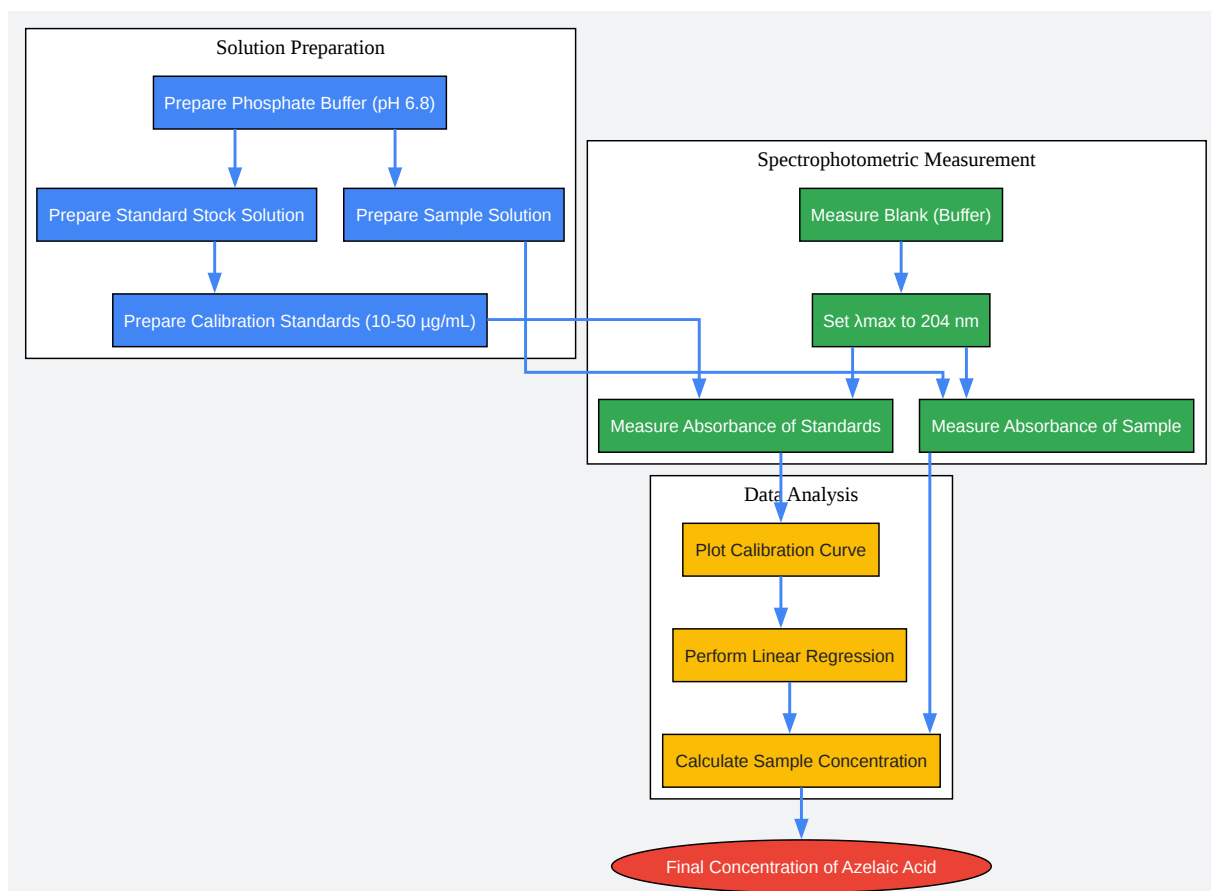 Solution Preparation
Prepare Phosphate Buffer (pH 6.8)
Prepare Standard Stock Solution
Prepare Sample Solution
Prepare Calibration Standards (10-50 µg/mL)
Spectrophotometric Measurement
Measure Blank (Buffer)
Set λmax to 204 nm
Measure Absorbance of Standards
Measure Absorbance of Sample
Data Analysis
Plot Calibration Curve
Perform Linear Regression
Calculate Sample Concentration
Final Concentration of Azelaic Acid